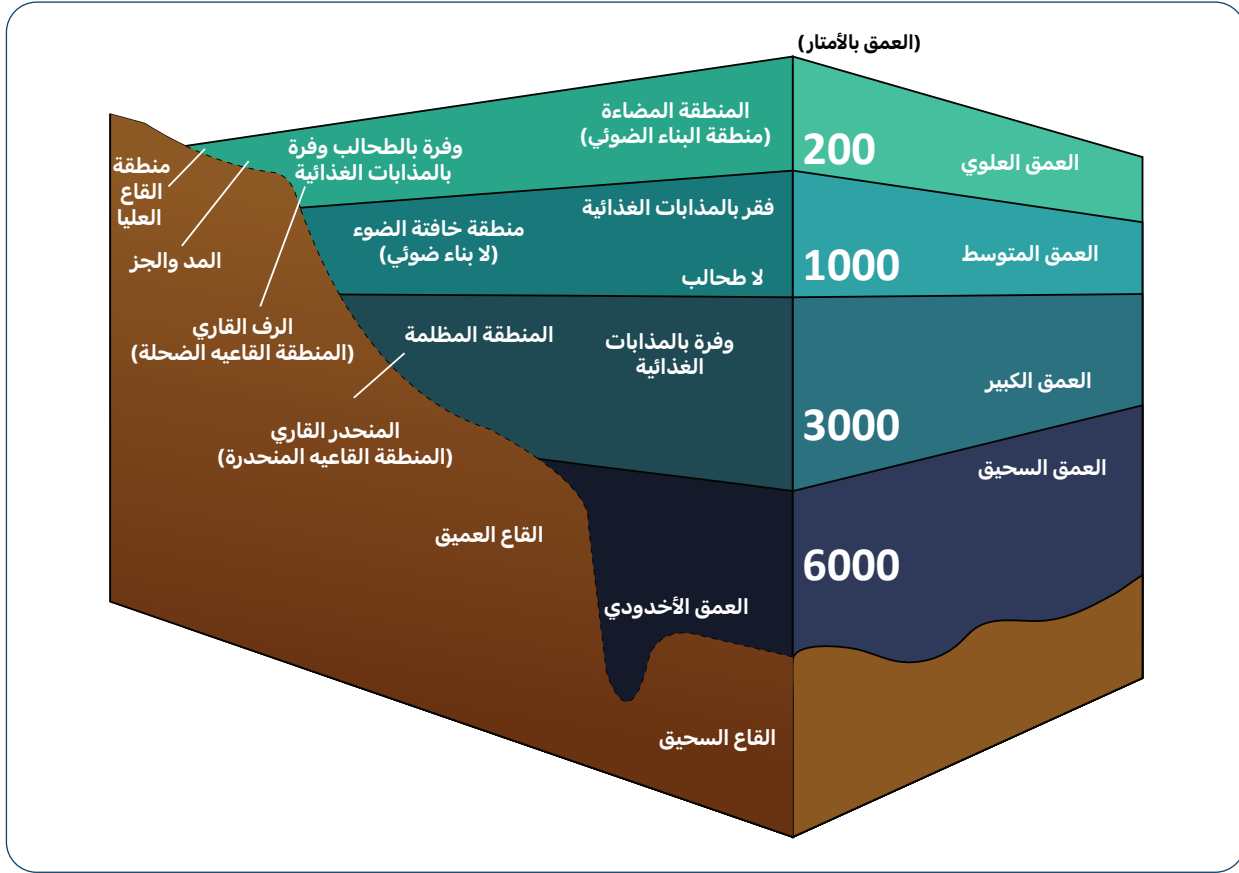 (العمق بالأمتار)
العمق العلوي
200
المنطقة المضاءة
(منطقة البناء الضوئي)
وفرة بالطحالب وفرة
بالمذابات الغذائية
منطقة
القاع
العليا
المد والجز
العمق المتوسط
1000
فقر بالمذابات الغذائية
منطقة خافتة الضوء
(لا بناء ضوئي)
لا طحالب
الرف القاري
(المنطقة القاعيه الضحلة)
العمق الكبير
3000
وفرة بالمذابات
الغذائية
المنطقة المظلمة
المنحدر القاري
(المنطقة القاعيه المنحدرة)
العمق السحيق
6000
القاع العميق
العمق الأخدودي
القاع السحيق